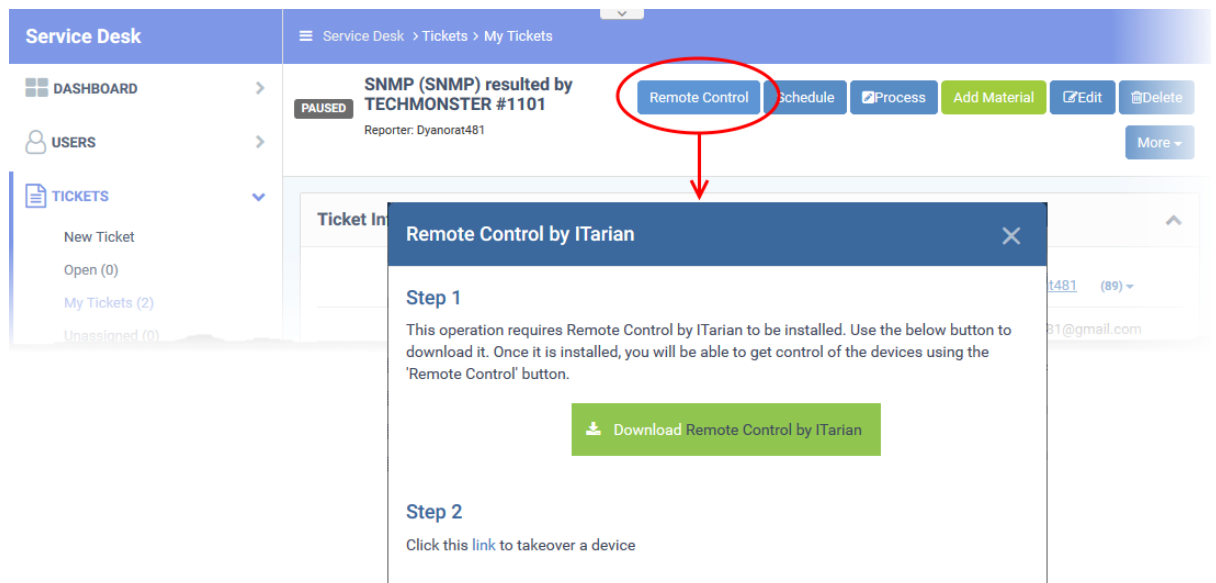 Service Desk
Service Desk > Tickets > My Tickets
DASHBOARD
USERS
TICKETS
New Ticket
Open (0)
My Tickets (2)
Unassigned (0)
PAUSED
SNMP (SNMP) resulted by
TECHMONSTER #1101
Reporter: Dyanorat481
Remote Control
Schedule
Process
Add Material
Edit
Delete
More
Ticket In
t481 (89)
81@gmail.com
Remote Control by ITarian
Step 1
This operation requires Remote Control by ITarian to be installed. Use the below button to
download it. Once it is installed, you will be able to get control of the devices using the
'Remote Control' button.
Download Remote Control by ITarian
Step 2
Click this link to takeover a device